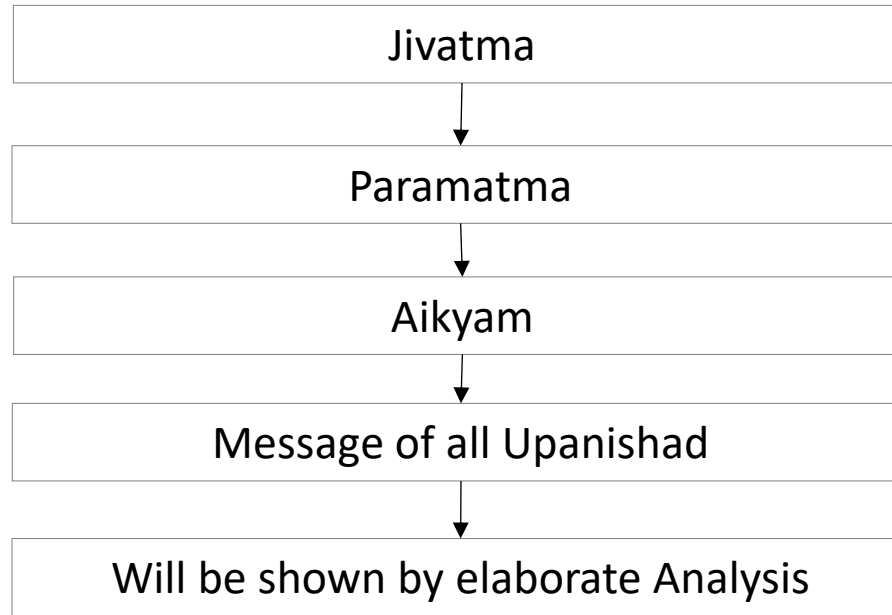 Jivatma
Paramatma
Aikyam
Message of all Upanishad
Will be shown by elaborate Analysis